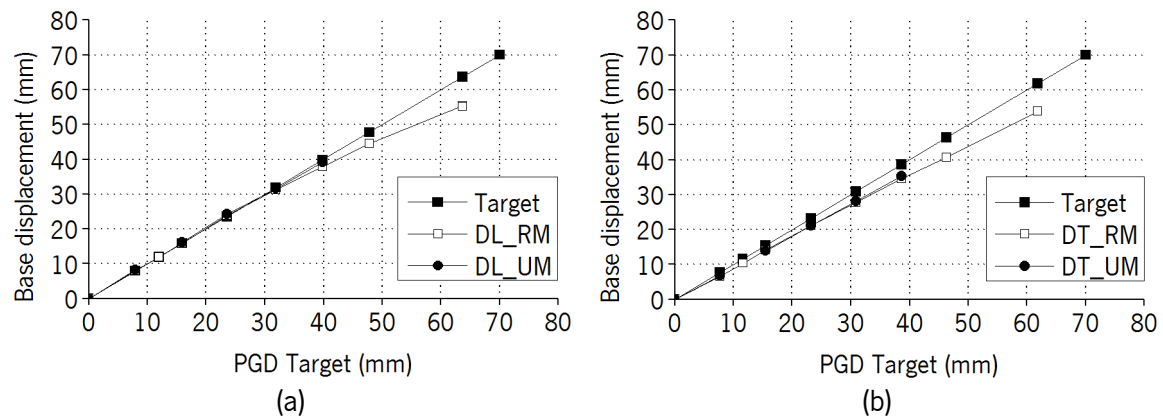 80
70
60
50
40
30
20
10
0
Base displacement (mm)
Target
DL_RM
DL_UM
0 10 20 30 40 50 60 70 80
PGD Target (mm)
(a)
80
70
60
50
40
30
20
10
0
Base displacement (mm)
Target
DT_RM
DT_UM
0 10 20 30 40 50 60 70 80
PGD Target (mm)
(b)